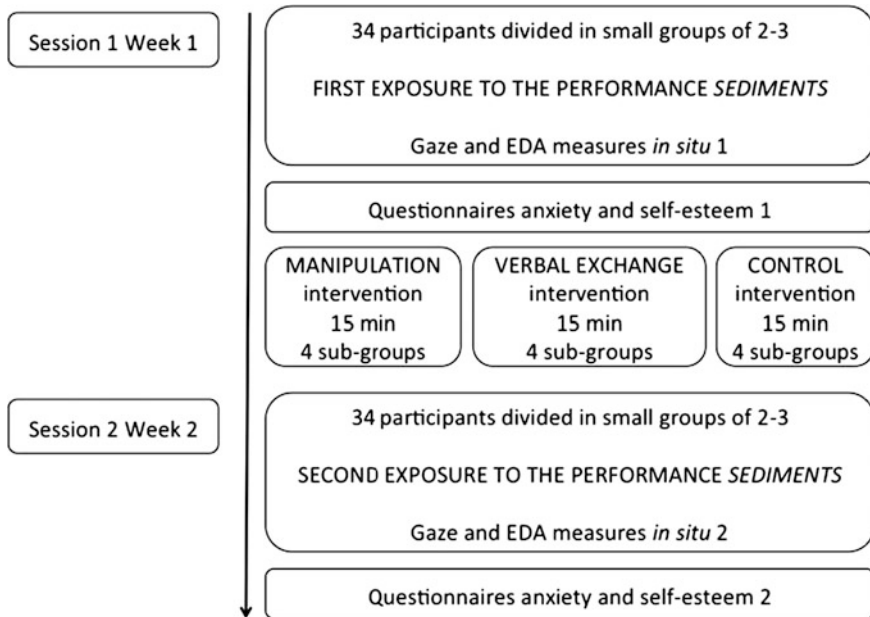 Session 1 Week 1
34 participants divided in small groups of 2-3
FIRST EXPOSURE TO THE PERFORMANCE SEDIMENTS
Gaze and EDA measures in situ 1
Questionnaires anxiety and self-esteem 1
MANIPULATION
intervention
15 min
4 sub-groups
VERBAL EXCHANGE
intervention
15 min
4 sub-groups
CONTROL
intervention
15 min
4 sub-groups
Session 2 Week 2
34 participants divided in small groups of 2-3
SECOND EXPOSURE TO THE PERFORMANCE SEDIMENTS
Gaze and EDA measures in situ 2
Questionnaires anxiety and self-esteem 2